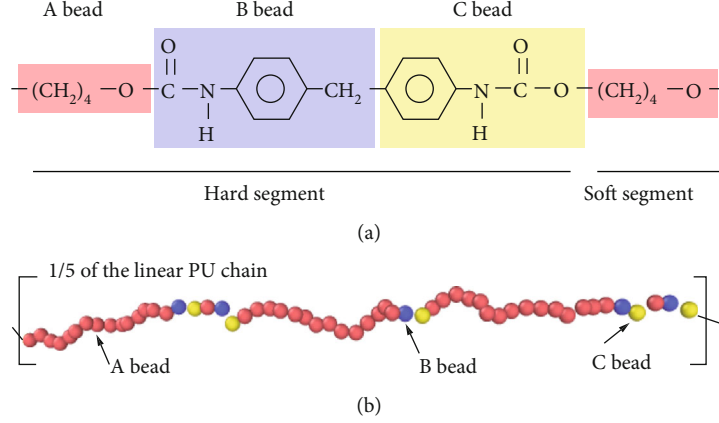 A bead B bead C bead
O O
(CH2)4 O C N CH2 N C O (CH2)4 O
H H
Hard segment Soft segment
(a)
1/5 of the linear PU chain
A bead B bead C bead
(b)